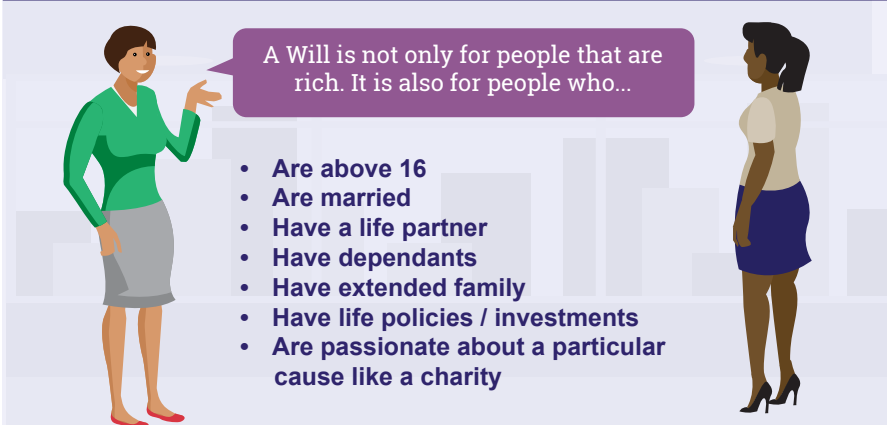 A Will is not only for people that are
rich. It is also for people who...
• Are above 16
• Are married
• Have a life partner
• Have dependants
• Have extended family
• Have life policies / investments
• Are passionate about a particular
cause like a charity